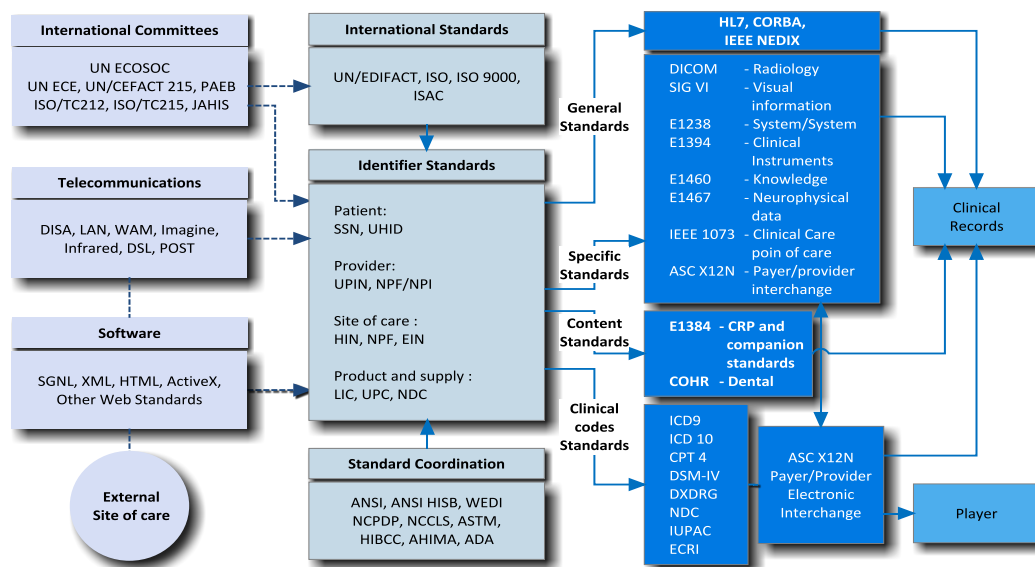 International Committees
UN ECOSOC
UN ECE, UN/CEFACT 215, PAEB
ISO/TC212, ISO/TC215, JAHIS
Telecommunications
DISA, LAN, WAM, Imagine,
Infrared, DSL, POST
Software
SGNL, XML, HTML, ActiveX,
Other Web Standards
External
Site of care
International Standards
UN/EDIFACT, ISO, ISO 9000,
ISAC
Identifier Standards
Patient:
SSN, UHID
Provider:
UPIN, NPF/NPI
Site of care :
HIN, NPF, EIN
Product and supply :
LIC, UPC, NDC
Standard Coordination
ANSI, ANSI HISB, WEDI
NCPDP, NCCLS, ASTM,
HIBCC, AHIMA, ADA
General
Standards
Specific
Standards
Content
Standards
Clinical
codes
Standards
HL7, CORBA,
IEEE NEDIX
DICOM - Radiology
SIG VI - Visual
information
E1238 - System/System
E1394 - Clinical
Instruments
E1460 - Knowledge
E1467 - Neurophysical
data
IEEE 1073 - Clinical Care
poin of care
ASC X12N - Payer/provider
interchange
E1384 - CRP and
companion
standards
COHR - Dental
ICD9
ICD 10
CPT 4
DSM-IV
DXDRG
NDC
IUPAC
ECRI
ASC X12N
Payer/Provider
Electronic
Interchange
Clinical
Records
Player